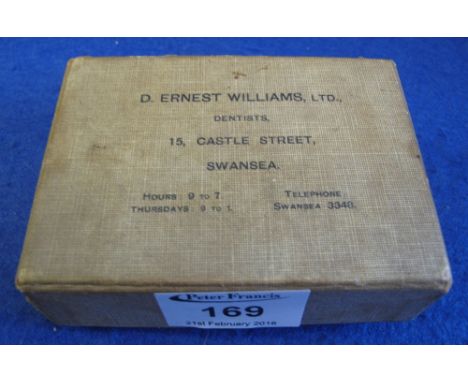 D. ERNEST WILLIAMS, LTD.,
DENTISTS,
15, CASTLE STREET,
SWANSEA.
HOURS: 9 TO 7.
THURSDAYS: 9 TO 1.
TELEPHONE:
SWANSEA 3348.
Peter Francis
169
21st February 2018